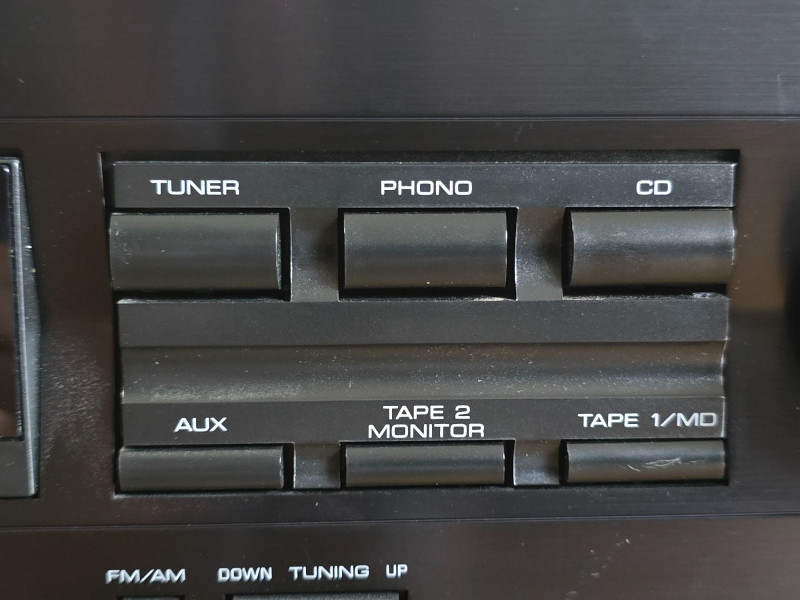 TUNER PHONO CD
AUX TAPE 2 MONITOR TAPE 1/MD
FM/AM DOWN TUNING UP